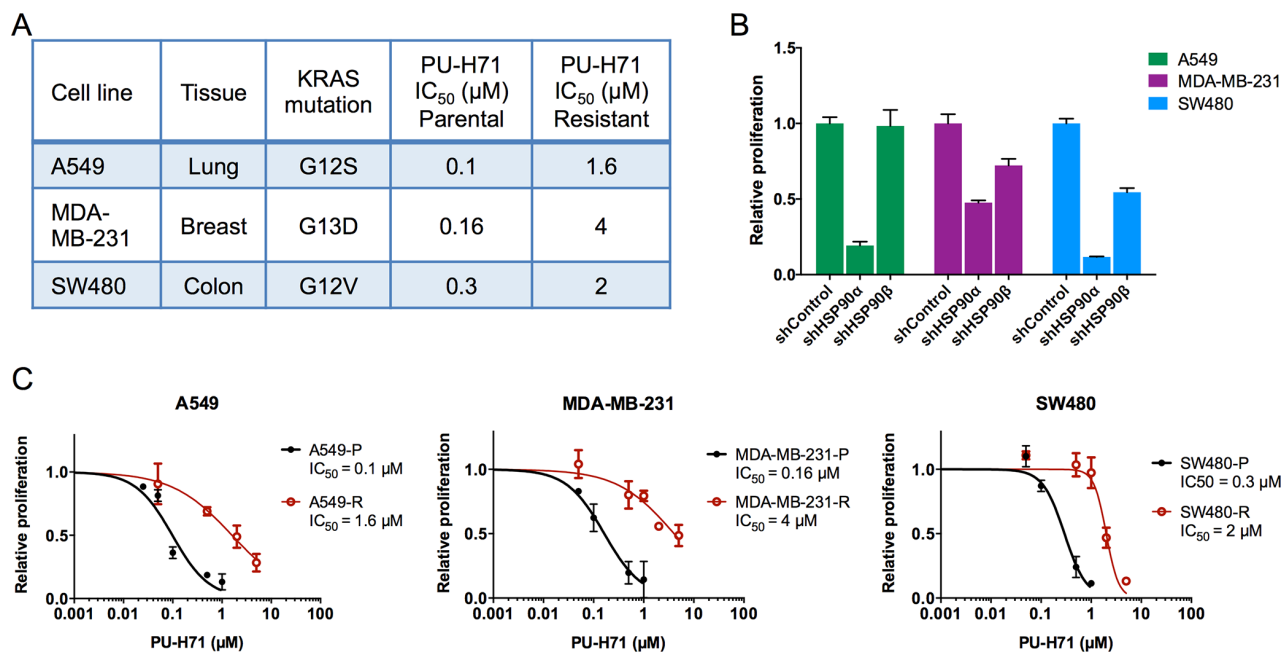 A
Cell line
Tissue
KRAS
mutation
PU-H71
IC50 (µM)
Parental
PU-H71
IC50 (µM)
Resistant
A549
Lung
G12S
0.1
1.6
MDA-
MB-231
Breast
G13D
0.16
4
SW480
Colon
G12V
0.3
2
B
Relative proliferation
1.5
1.0
0.5
0.0
shControl
shHSP90α
shHSP90β
shControl
shHSP90α
shHSP90β
shControl
shHSP90α
shHSP90β
A549
MDA-MB-231
SW480
C
A549
Relative proliferation
1.0
0.5
0.0
0.001
0.01
0.1
1
10
100
PU-H71 (µM)
A549-P
IC50 = 0.1 µM
A549-R
IC50 = 1.6 µM
MDA-MB-231
Relative proliferation
1.0
0.5
0.0
0.001
0.01
0.1
1
10
100
PU-H71 (µM)
MDA-MB-231-P
IC50 = 0.16 µM
MDA-MB-231-R
IC50 = 4 µM
SW480
Relative proliferation
1.0
0.5
0.0
0.001
0.01
0.1
1
10
100
PU-H71 (µM)
SW480-P
IC50 = 0.3 µM
SW480-R
IC50 = 2 µM